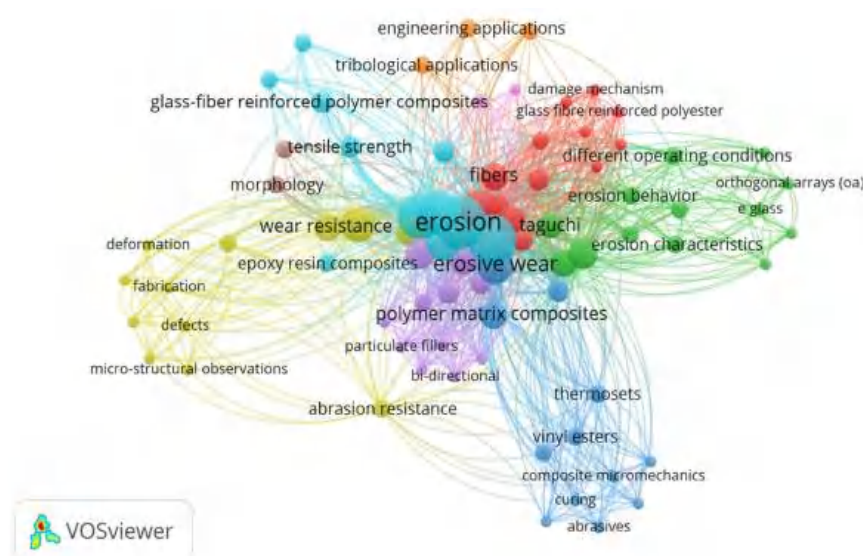 engineering applications
tribological applications
damage mechanism
glass-fiber reinforced polymer composites
glass fibre reinforced polyester
tensile strength
different operating conditions
fibers
orthogonal arrays (oa)
morphology
erosion behavior
e glass
erosion
taguchi
wear resistance
deformation
erosion characteristics
epoxy resin composites
erosive wear
fabrication
polymer matrix composites
defects
particulate fillers
micro-structural observations
bi-directional
thermosets
abrasion resistance
vinyl esters
composite micromechanics
curing
abrasives
VOSviewer